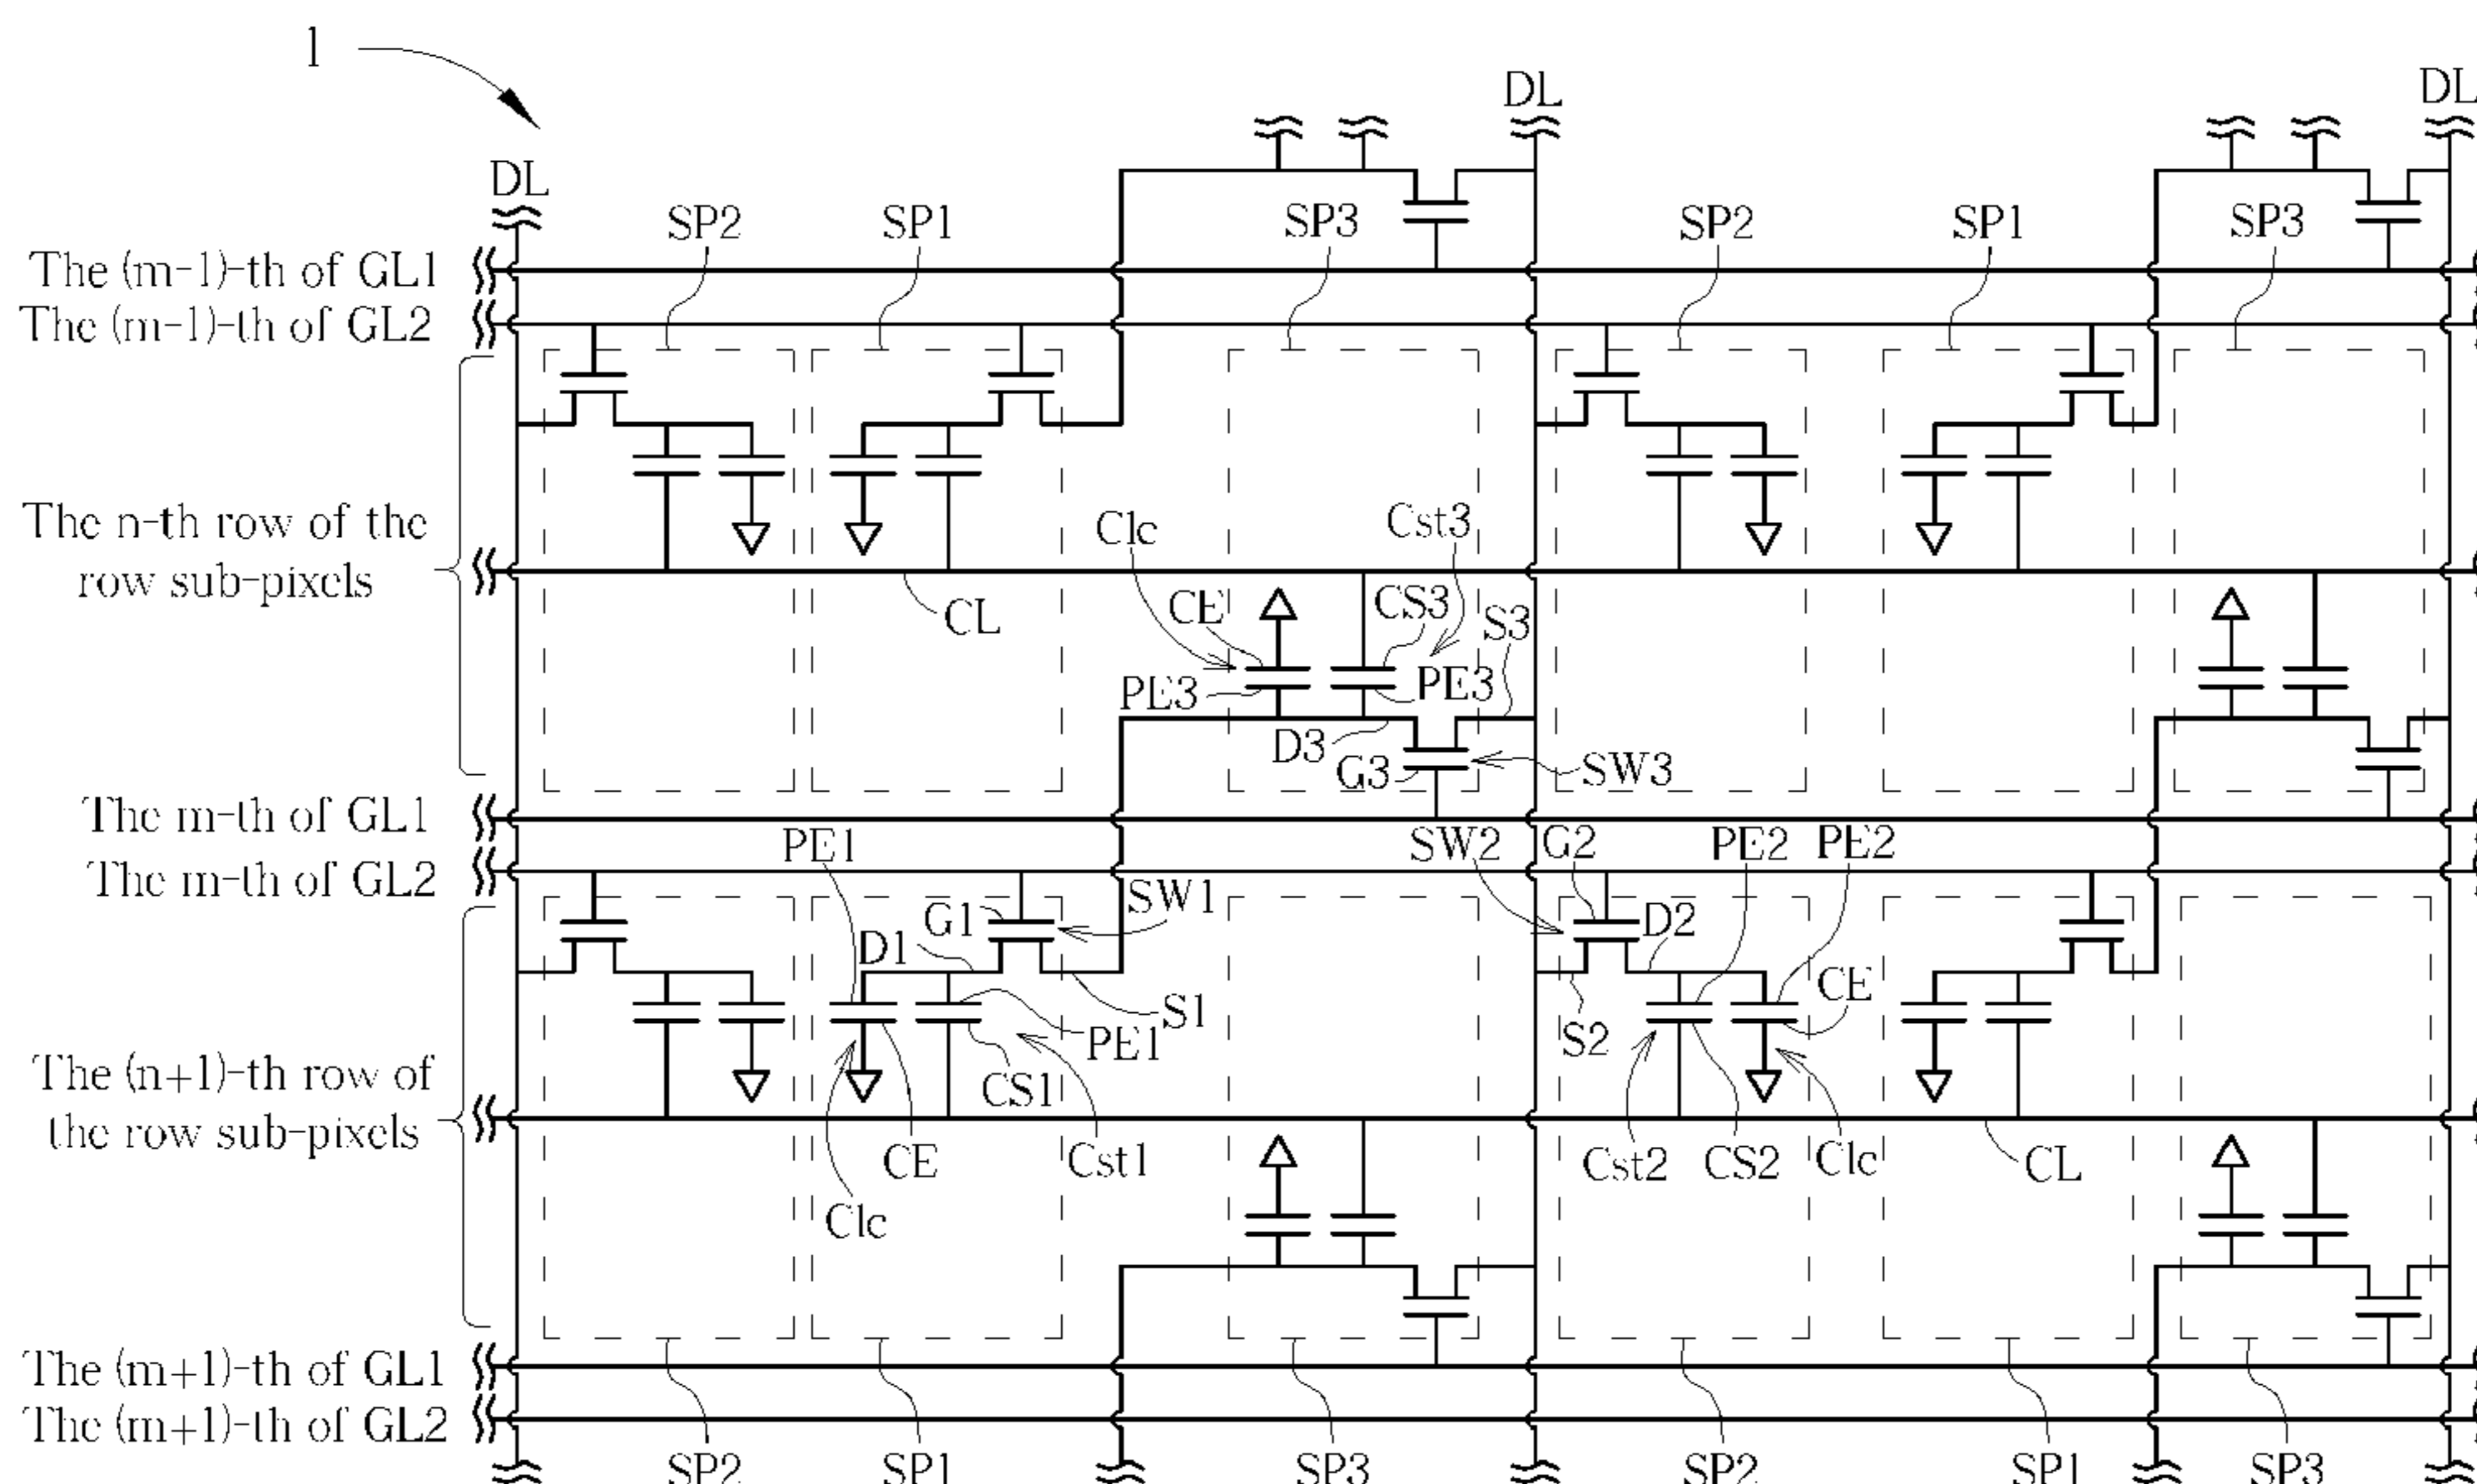 1
DL
DL
DL
SP2
SP1
SP3
SP2
SP1
SP3
The (m-1)-th of GL1
The (m-1)-th of GL2
The n-th row of the
row sub-pixels
Clc
Cst3
CE
CS3
S3
CL
PE3
PE3
D3
G3
SW3
The m-th of GL1
The m-th of GL2
PE1
SW2
G2
PE2
PE2
G1
SW1
D1
D2
CE
S1
PE1
S2
CS1
The (n+1)-th row of
the row sub-pixels
CE
Cst1
Cst2
CS2
Clc
CL
Clc
The (m+1)-th of GL1
The (m+1)-th of GL2
SP2
SP1
SP3
SP2
SP1
SP3